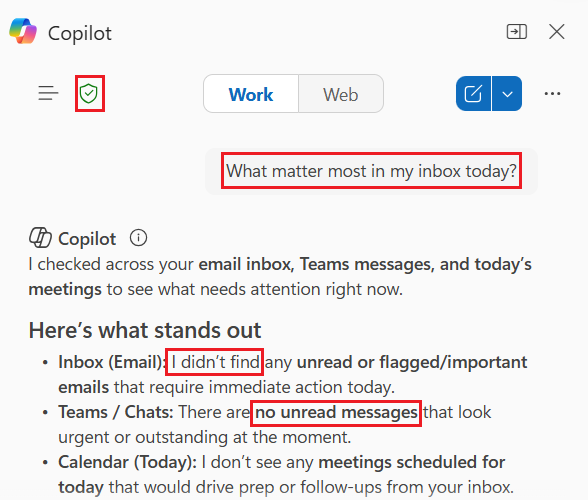 Copilot
Work Web
What matter most in my inbox today?
Copilot
I checked across your email inbox, Teams messages, and today’s
meetings to see what needs attention right now.
Here’s what stands out
• Inbox (Email): I didn’t find any unread or flagged/important
emails that require immediate action today.
• Teams / Chats: There are no unread messages that look
urgent or outstanding at the moment.
• Calendar (Today): I don’t see any meetings scheduled for
today that would drive prep or follow-ups from your inbox.